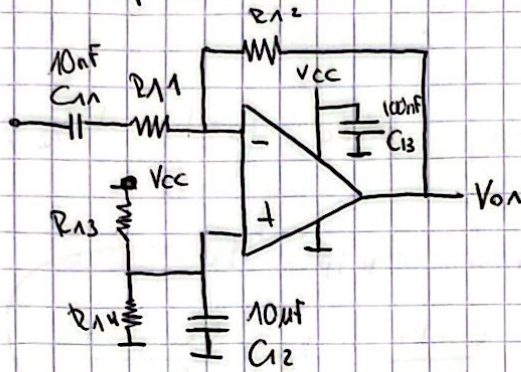 R12
10nF
C11
R11
VCC
100nF
C13
-
VCC
R13
+
VO1
R14
10µF
C12